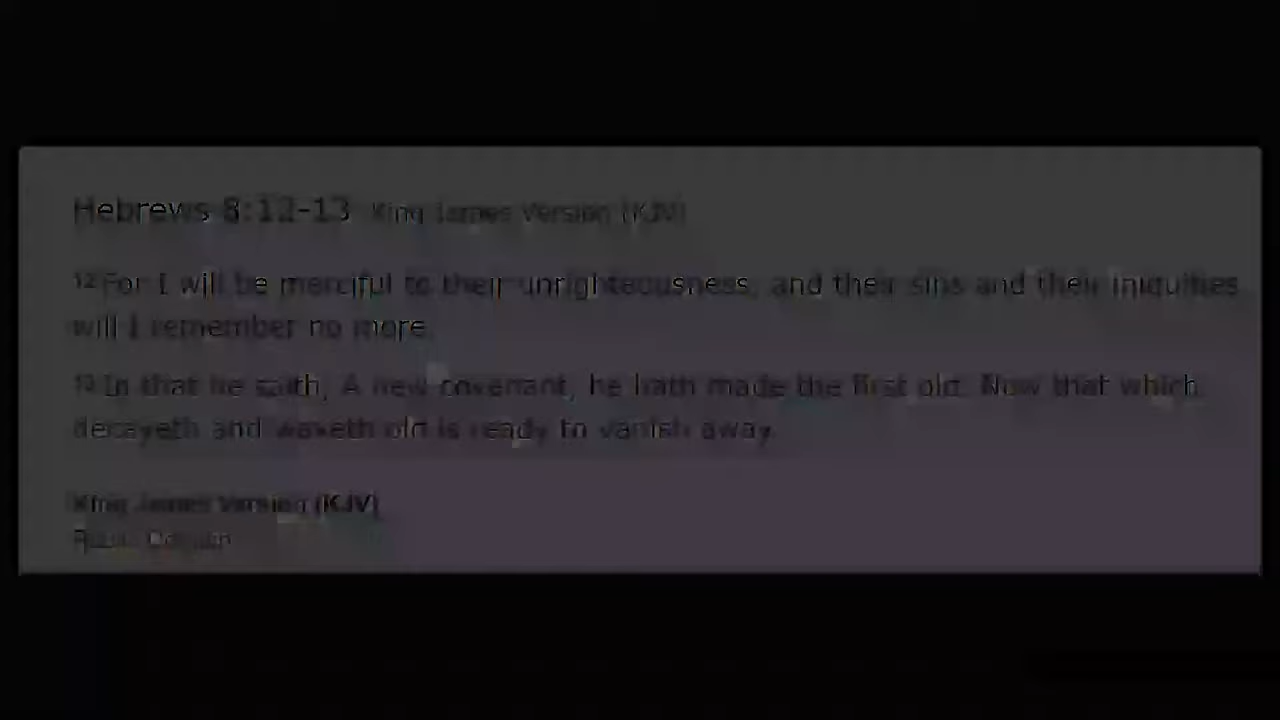 Hebrews 8:12-13 King James Version (KJV)
12 For I will be merciful to their unrighteousness, and their sins and their iniquities
will I remember no more.
13 In that he saith, A new covenant, he hath made the first old. Now that which
decayeth and waxeth old is ready to vanish away.
King James Version (KJV)
Public Domain